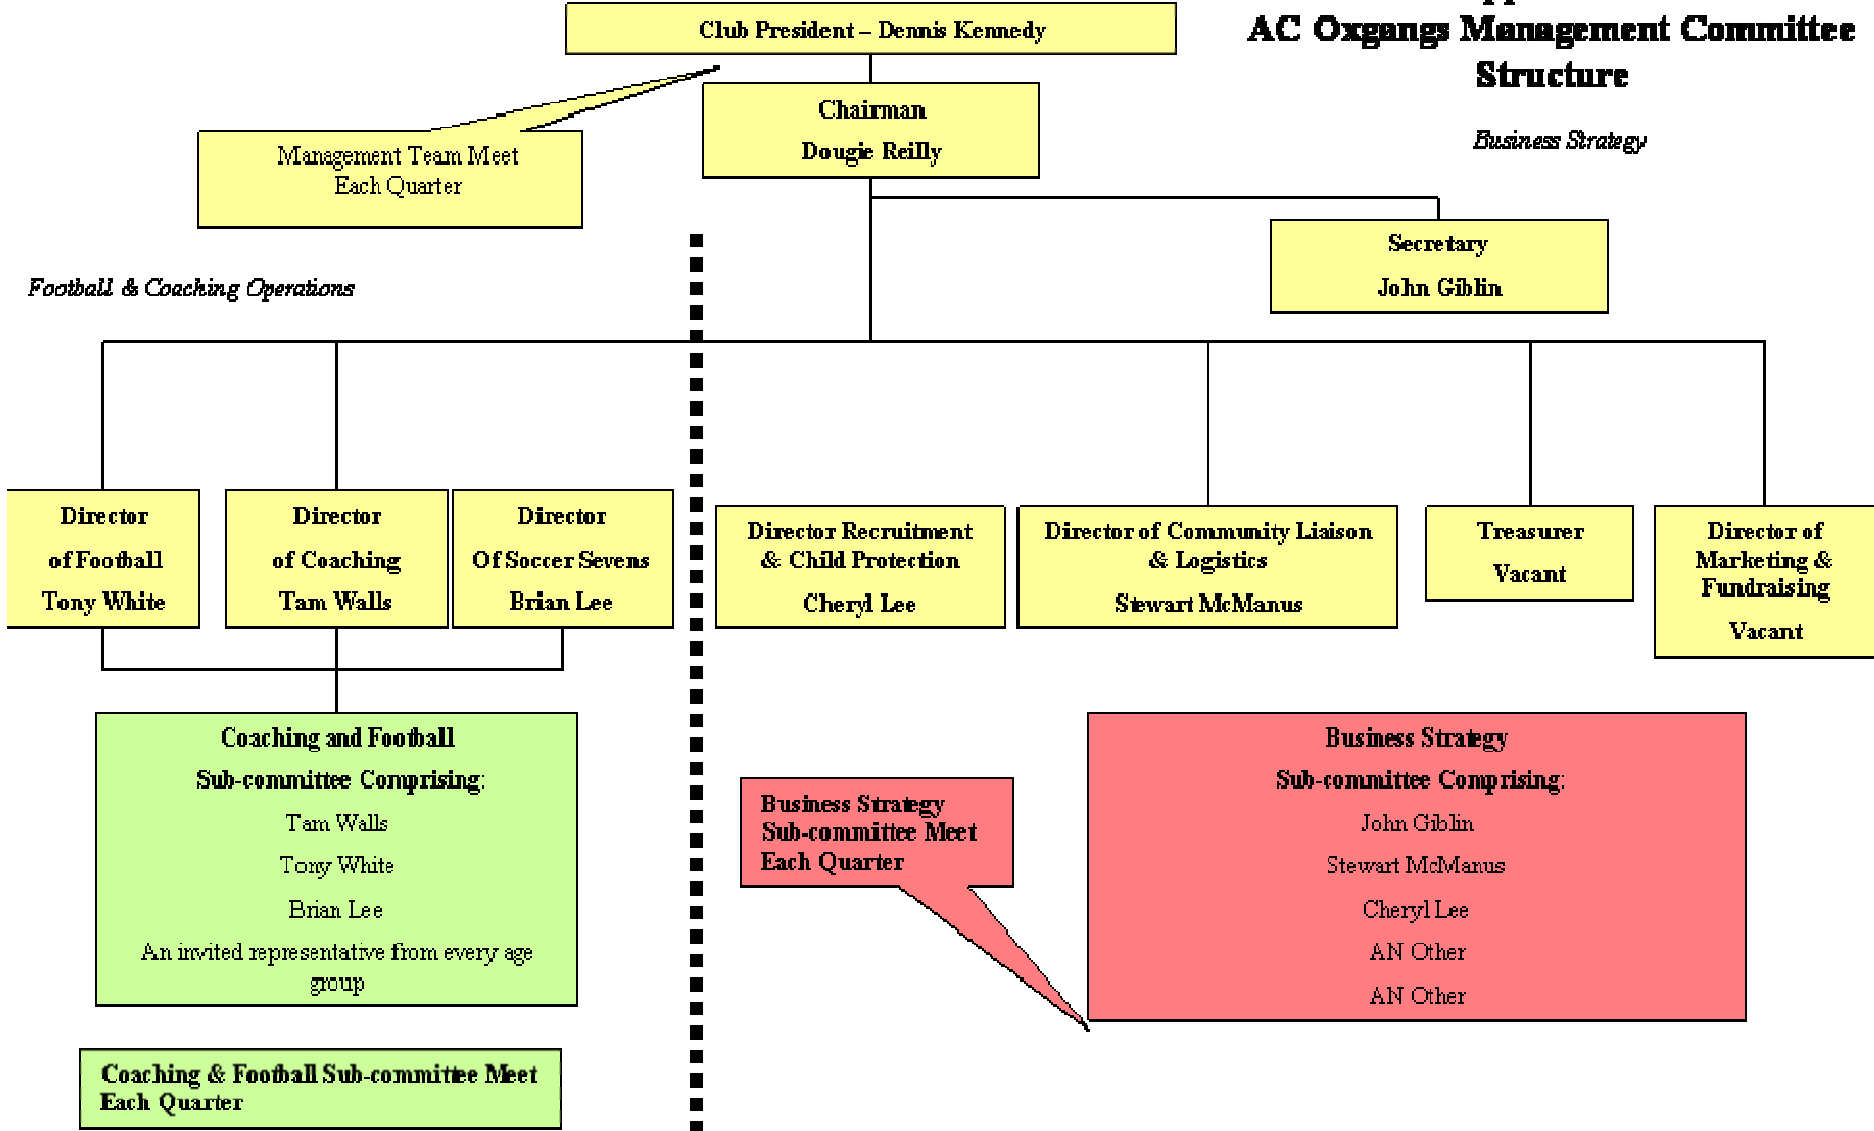 Club President – Dennis Kennedy
AC Oxgangs Management Committee
Structure
Chairman
Dougie Reilly
Business Strategy
Management Team Meet
Each Quarter
Secretary
John Giblin
Football & Coaching Operations
Director
of Football
Tony White
Director
of Coaching
Tam Walls
Director
Of Soccer Sevens
Brian Lee
Director Recruitment
& Child Protection
Cheryl Lee
Director of Community Liaison
& Logistics
Stewart McManus
Treasurer
Vacant
Director of
Marketing &
Fundraising
Vacant
Coaching and Football
Sub-committee Comprising:
Tam Walls
Tony White
Brian Lee
An invited representative from every age
group
Business Strategy
Sub-committee Meet
Each Quarter
Business Strategy
Sub-committee Comprising:
John Giblin
Stewart McManus
Cheryl Lee
AN Other
AN Other
Coaching & Football Sub-committee Meet
Each Quarter